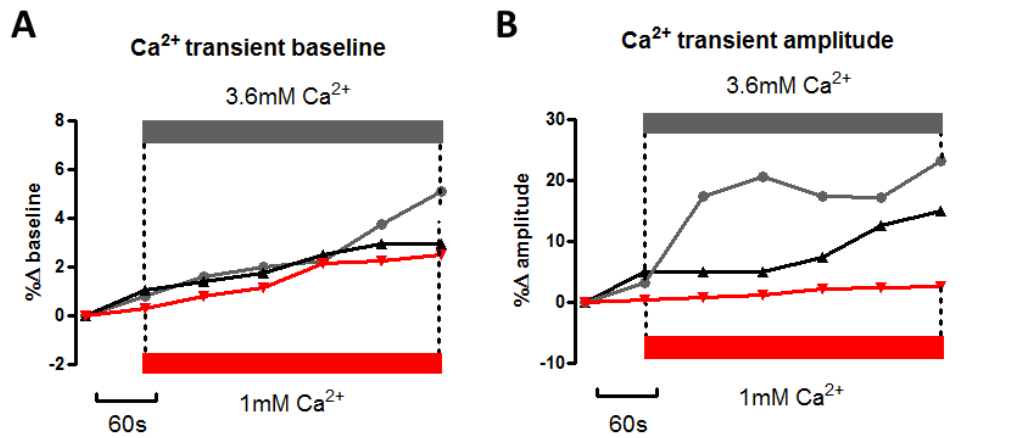 A
Ca²⁺ transient baseline
3.6mM Ca²⁺
8
6
4
2
0
-2
%Δ baseline
1mM Ca²⁺
60s
B
Ca²⁺ transient amplitude
3.6mM Ca²⁺
30
20
10
0
-10
%Δ amplitude
1mM Ca²⁺
60s